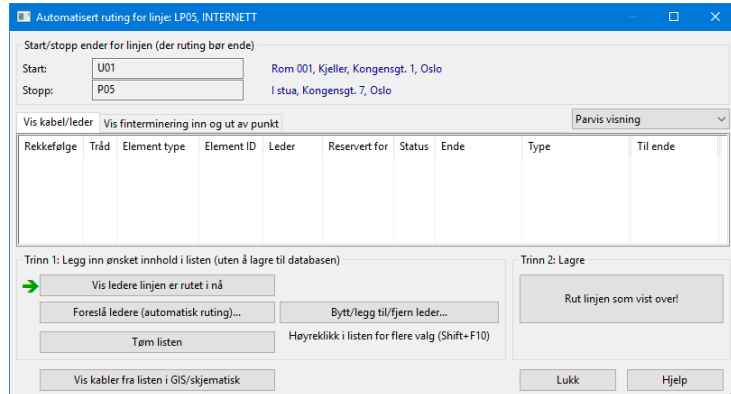 Automatisert ruting for linje: LP05, INTERNETT
Start/stopp ender for linjen (der ruting bør ende)
Start: U01 Rom 001, Kjeller, Kongensgt. 1, Oslo
Stopp: P05 I stua, Kongensgt. 7, Oslo
Vis kabel/leder Vis finterminering inn og ut av punkt Parvis visning
Rekkefølge Tråd Element type Element ID Leder Reservert for Status Ende Type Til ende
Trinn 1: Legg inn ønsket innhold i listen (uten å lagre til databasen) Trinn 2: Lagre
Vis ledere linjen er rutet i nå
Rut linjen som vist over!
Foreslå ledere (automatisk ruting)... Bytt/legg til/fjern leder...
Tøm listen Høyreklikk i listen for flere valg (Shift+F10)
Vis kabler fra listen i GIS/skjematisk Lukk Hjelp